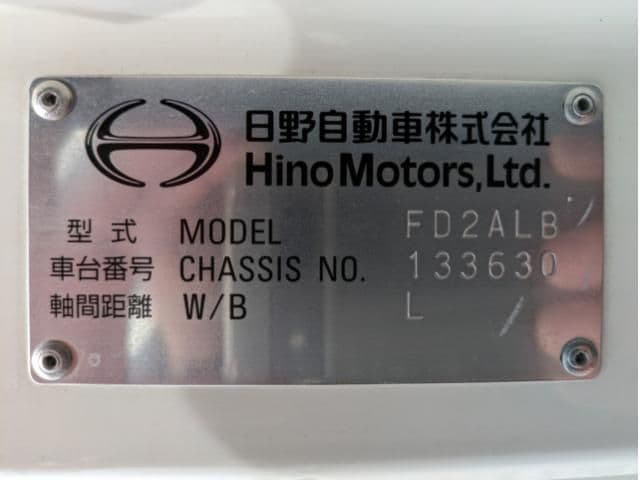 日野自動車株式会社
Hino Motors, Ltd.
型式 MODEL FD2ALB
車台番号 CHASSIS NO. 133630
軸間距離 W/B L